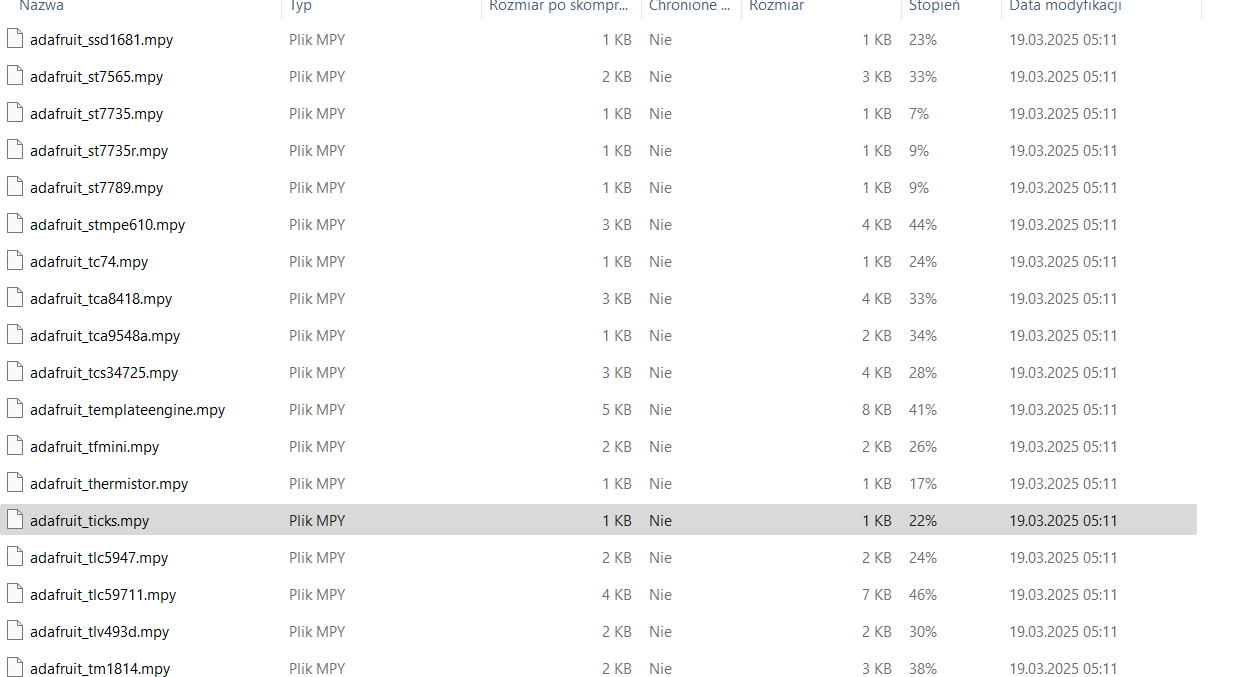 Nazwa Typ Rozmiar po skompr... Chronione ... Rozmiar Stopień Data modyfikacji
adafruit_ssd1681.mpy Plik MPY 1 KB Nie 1 KB 23% 19.03.2025 05:11
adafruit_st7565.mpy Plik MPY 2 KB Nie 3 KB 33% 19.03.2025 05:11
adafruit_st7735.mpy Plik MPY 1 KB Nie 1 KB 7% 19.03.2025 05:11
adafruit_st7735r.mpy Plik MPY 1 KB Nie 1 KB 9% 19.03.2025 05:11
adafruit_st7789.mpy Plik MPY 1 KB Nie 1 KB 9% 19.03.2025 05:11
adafruit_stmpe610.mpy Plik MPY 3 KB Nie 4 KB 44% 19.03.2025 05:11
adafruit_tc74.mpy Plik MPY 1 KB Nie 1 KB 24% 19.03.2025 05:11
adafruit_tca8418.mpy Plik MPY 3 KB Nie 4 KB 33% 19.03.2025 05:11
adafruit_tca9548a.mpy Plik MPY 1 KB Nie 2 KB 34% 19.03.2025 05:11
adafruit_tcs34725.mpy Plik MPY 3 KB Nie 4 KB 28% 19.03.2025 05:11
adafruit_templateengine.mpy Plik MPY 5 KB Nie 8 KB 41% 19.03.2025 05:11
adafruit_tfmini.mpy Plik MPY 2 KB Nie 2 KB 26% 19.03.2025 05:11
adafruit_thermistor.mpy Plik MPY 1 KB Nie 1 KB 17% 19.03.2025 05:11
adafruit_ticks.mpy Plik MPY 1 KB Nie 1 KB 22% 19.03.2025 05:11
adafruit_tlc5947.mpy Plik MPY 2 KB Nie 2 KB 24% 19.03.2025 05:11
adafruit_tlc59711.mpy Plik MPY 4 KB Nie 7 KB 46% 19.03.2025 05:11
adafruit_tlv493d.mpy Plik MPY 2 KB Nie 2 KB 30% 19.03.2025 05:11
adafruit_tm1814.mpy Plik MPY 2 KB Nie 3 KB 38% 19.03.2025 05:11